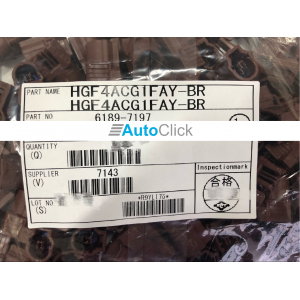 PART NAME HGF4ACG1FAY-BR
HGF4ACG1FAY-BR
PART NO 6189-7197
AutoClick
QUANTITY
(Q)
SUPPLIER 7143
(V)
Inspectionmark
合格
LOT NO
(S)